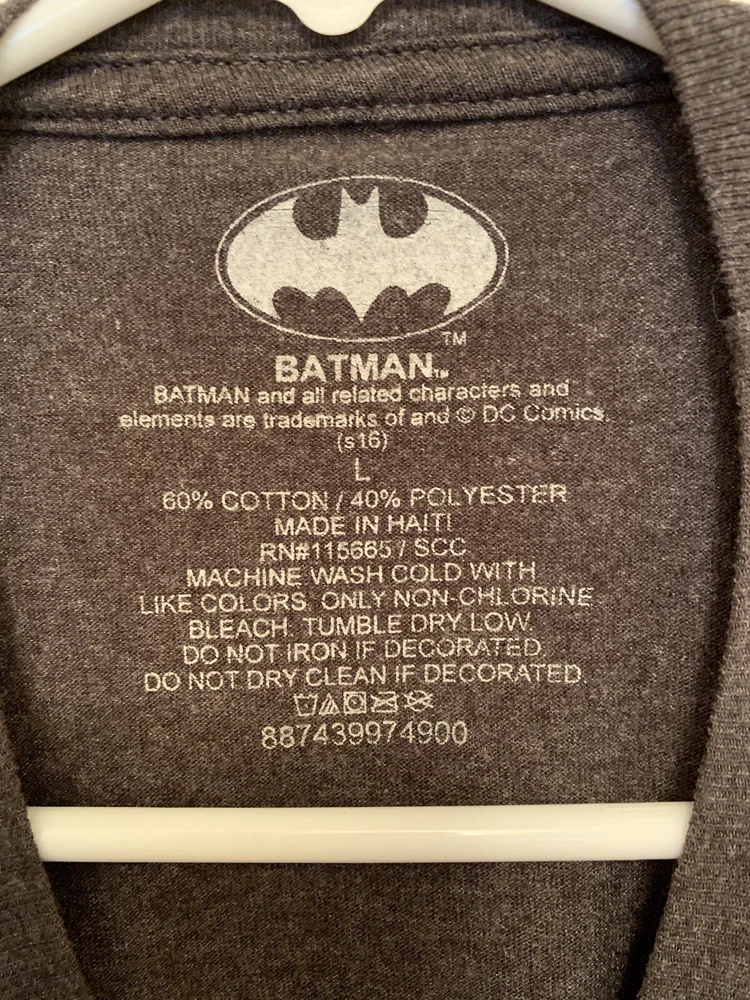 TM
BATMAN™
BATMAN and all related characters and
elements are trademarks of and © DC Comics.
(s16)
L
60% COTTON / 40% POLYESTER
MADE IN HAITI
RN#115665 / SCC
MACHINE WASH COLD WITH
LIKE COLORS. ONLY NON-CHLORINE
BLEACH. TUMBLE DRY LOW.
DO NOT IRON IF DECORATED.
DO NOT DRY CLEAN IF DECORATED.
887439974900